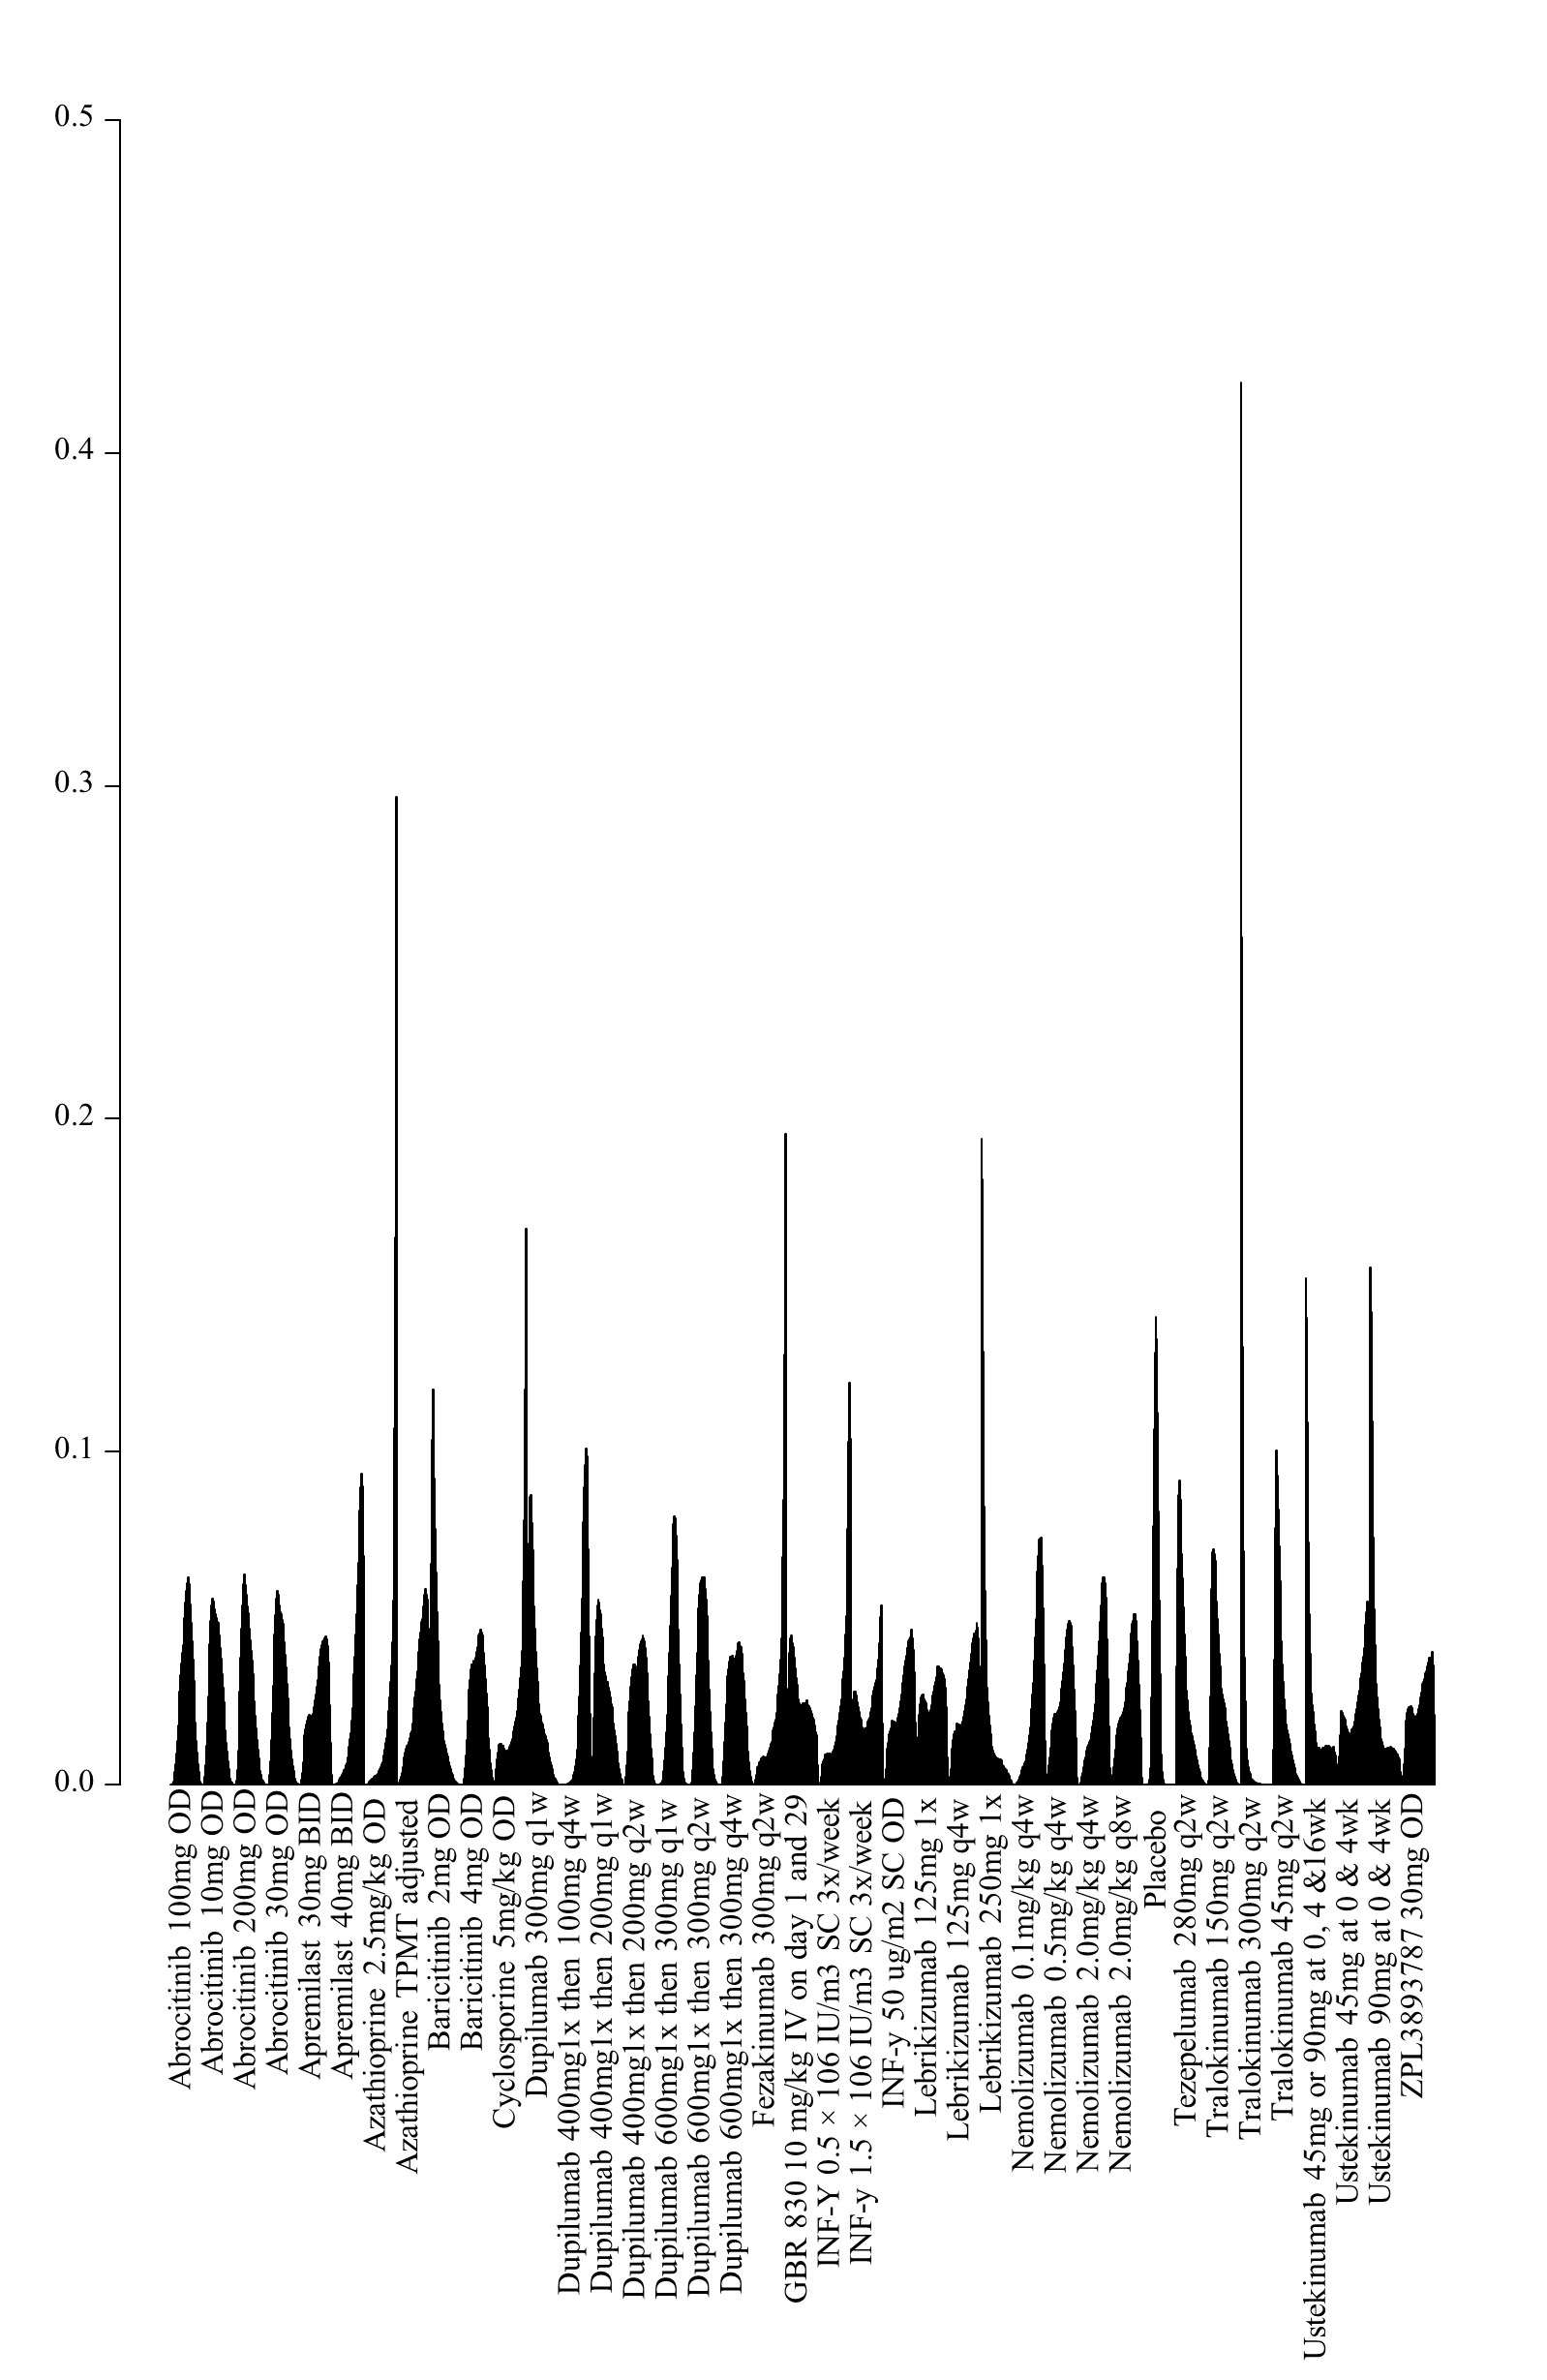 0.5
0.4
0.3
0.2
0.1
0.0
Abrocitinib 100mg OD
Abrocitinib 10mg OD
Abrocitinib 200mg OD
Abrocitinib 30mg OD
Apremilast 30mg BID
Apremilast 40mg BID
Azathioprine 2.5mg/kg OD
Azathioprine TPMT adjusted
Baricitinib 2mg OD
Baricitinib 4mg OD
Cyclosporine 5mg/kg OD
Dupilumab 300mg q1w
Dupilumab 400mg1x then 100mg q4w
Dupilumab 400mg1x then 200mg q1w
Dupilumab 400mg1x then 200mg q2w
Dupilumab 600mg1x then 300mg q1w
Dupilumab 600mg1x then 300mg q2w
Dupilumab 600mg1x then 300mg q4w
Fezakinumab 300mg q2w
GBR 830 10 mg/kg IV on day 1 and 29
INF-Y 0.5 × 106 IU/m3 SC 3x/week
INF-y 1.5 × 106 IU/m3 SC 3x/week
INF-y 50 ug/m2 SC OD
Lebrikizumab 125mg 1x
Lebrikizumab 125mg q4w
Lebrikizumab 250mg 1x
Nemolizumab 0.1mg/kg q4w
Nemolizumab 0.5mg/kg q4w
Nemolizumab 2.0mg/kg q4w
Nemolizumab 2.0mg/kg q8w
Placebo
Tezepelumab 280mg q2w
Tralokinumab 150mg q2w
Tralokinumab 300mg q2w
Tralokinumab 45mg q2w
Ustekinumab 45mg or 90mg at 0, 4 &16wk
Ustekinumab 45mg at 0 & 4wk
Ustekinumab 90mg at 0 & 4wk
ZPL3893787 30mg OD